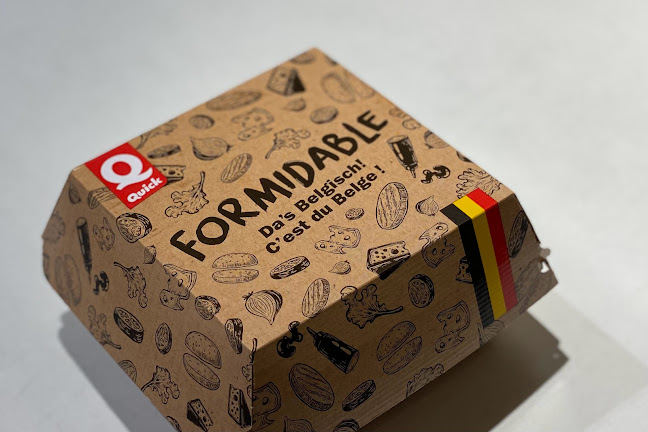 Quick
FORMIDABLE
Da's Belgisch!
C'est du Belge !